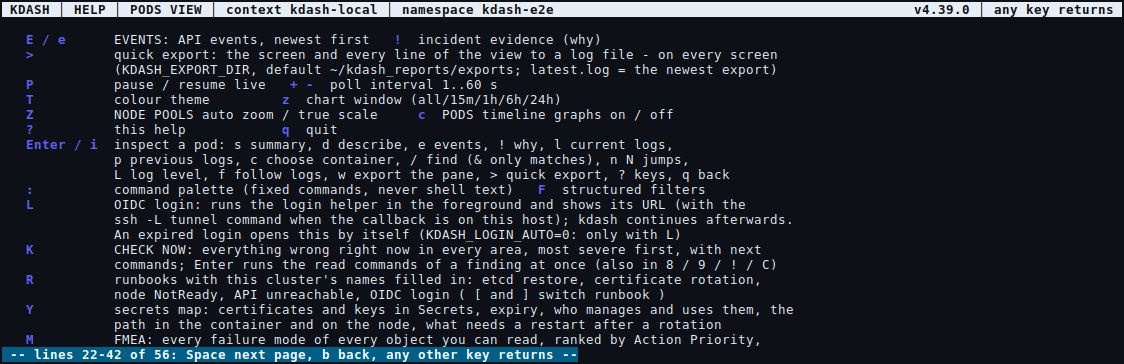 KDASH │ HELP │ PODS VIEW │ context kdash-local │ namespace kdash-e2e v4.39.0 │ any key returns
E / e EVENTS: API events, newest first ! incident evidence (why)
> quick export: the screen and every line of the view to a log file - on every screen
(KDASH_EXPORT_DIR, default ~/kdash_reports/exports; latest.log = the newest export)
P pause / resume live + - poll interval 1..60 s
T colour theme z chart window (all/15m/1h/6h/24h)
Z NODE POOLS auto zoom / true scale c PODS timeline graphs on / off
? this help q quit
Enter / i inspect a pod: s summary, d describe, e events, ! why, l current logs,
p previous logs, c choose container, / find (& only matches), n N jumps,
L log level, f follow logs, w export the pane, > quick export, ? keys, q back
: command palette (fixed commands, never shell text) F structured filters
L OIDC login: runs the login helper in the foreground and shows its URL (with the
ssh -L tunnel command when the callback is on this host); kdash continues afterwards.
An expired login opens this by itself (KDASH_LOGIN_AUTO=0: only with L)
K CHECK NOW: everything wrong right now in every area, most severe first, with next
commands; Enter runs the read commands of a finding at once (also in 8 / 9 / ! / C)
R runbooks with this cluster's names filled in: etcd restore, certificate rotation,
node NotReady, API unreachable, OIDC login ( [ and ] switch runbook )
Y secrets map: certificates and keys in Secrets, expiry, who manages and uses them, the
path in the container and on the node, what needs a restart after a rotation
M FMEA: every failure mode of every object you can read, ranked by Action Priority,
-- lines 22-42 of 56: Space next page, b back, any other key returns --